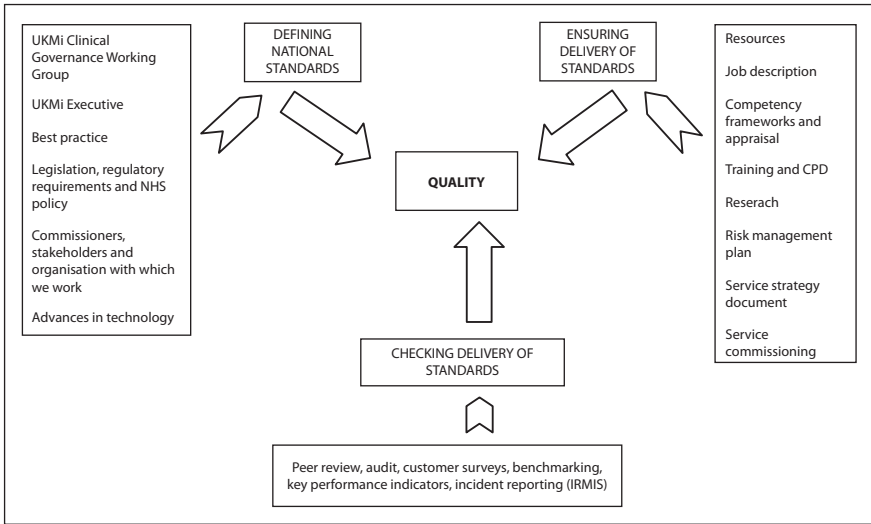 UKMi Clinical
Governance Working
Group
UKMi Executive
Best practice
Legislation, regulatory
requirements and NHS
policy
Commissioners,
stakeholders and
organisation with which
we work
Advances in technology
DEFINING
NATIONAL
STANDARDS
ENSURING
DELIVERY OF
STANDARDS
Resources
Job description
Competency
frameworks and
appraisal
Training and CPD
Reserach
Risk management
plan
Service strategy
document
Service
commissioning
QUALITY
CHECKING DELIVERY OF
STANDARDS
Peer review, audit, customer surveys, benchmarking,
key performance indicators, incident reporting (IRMIS)